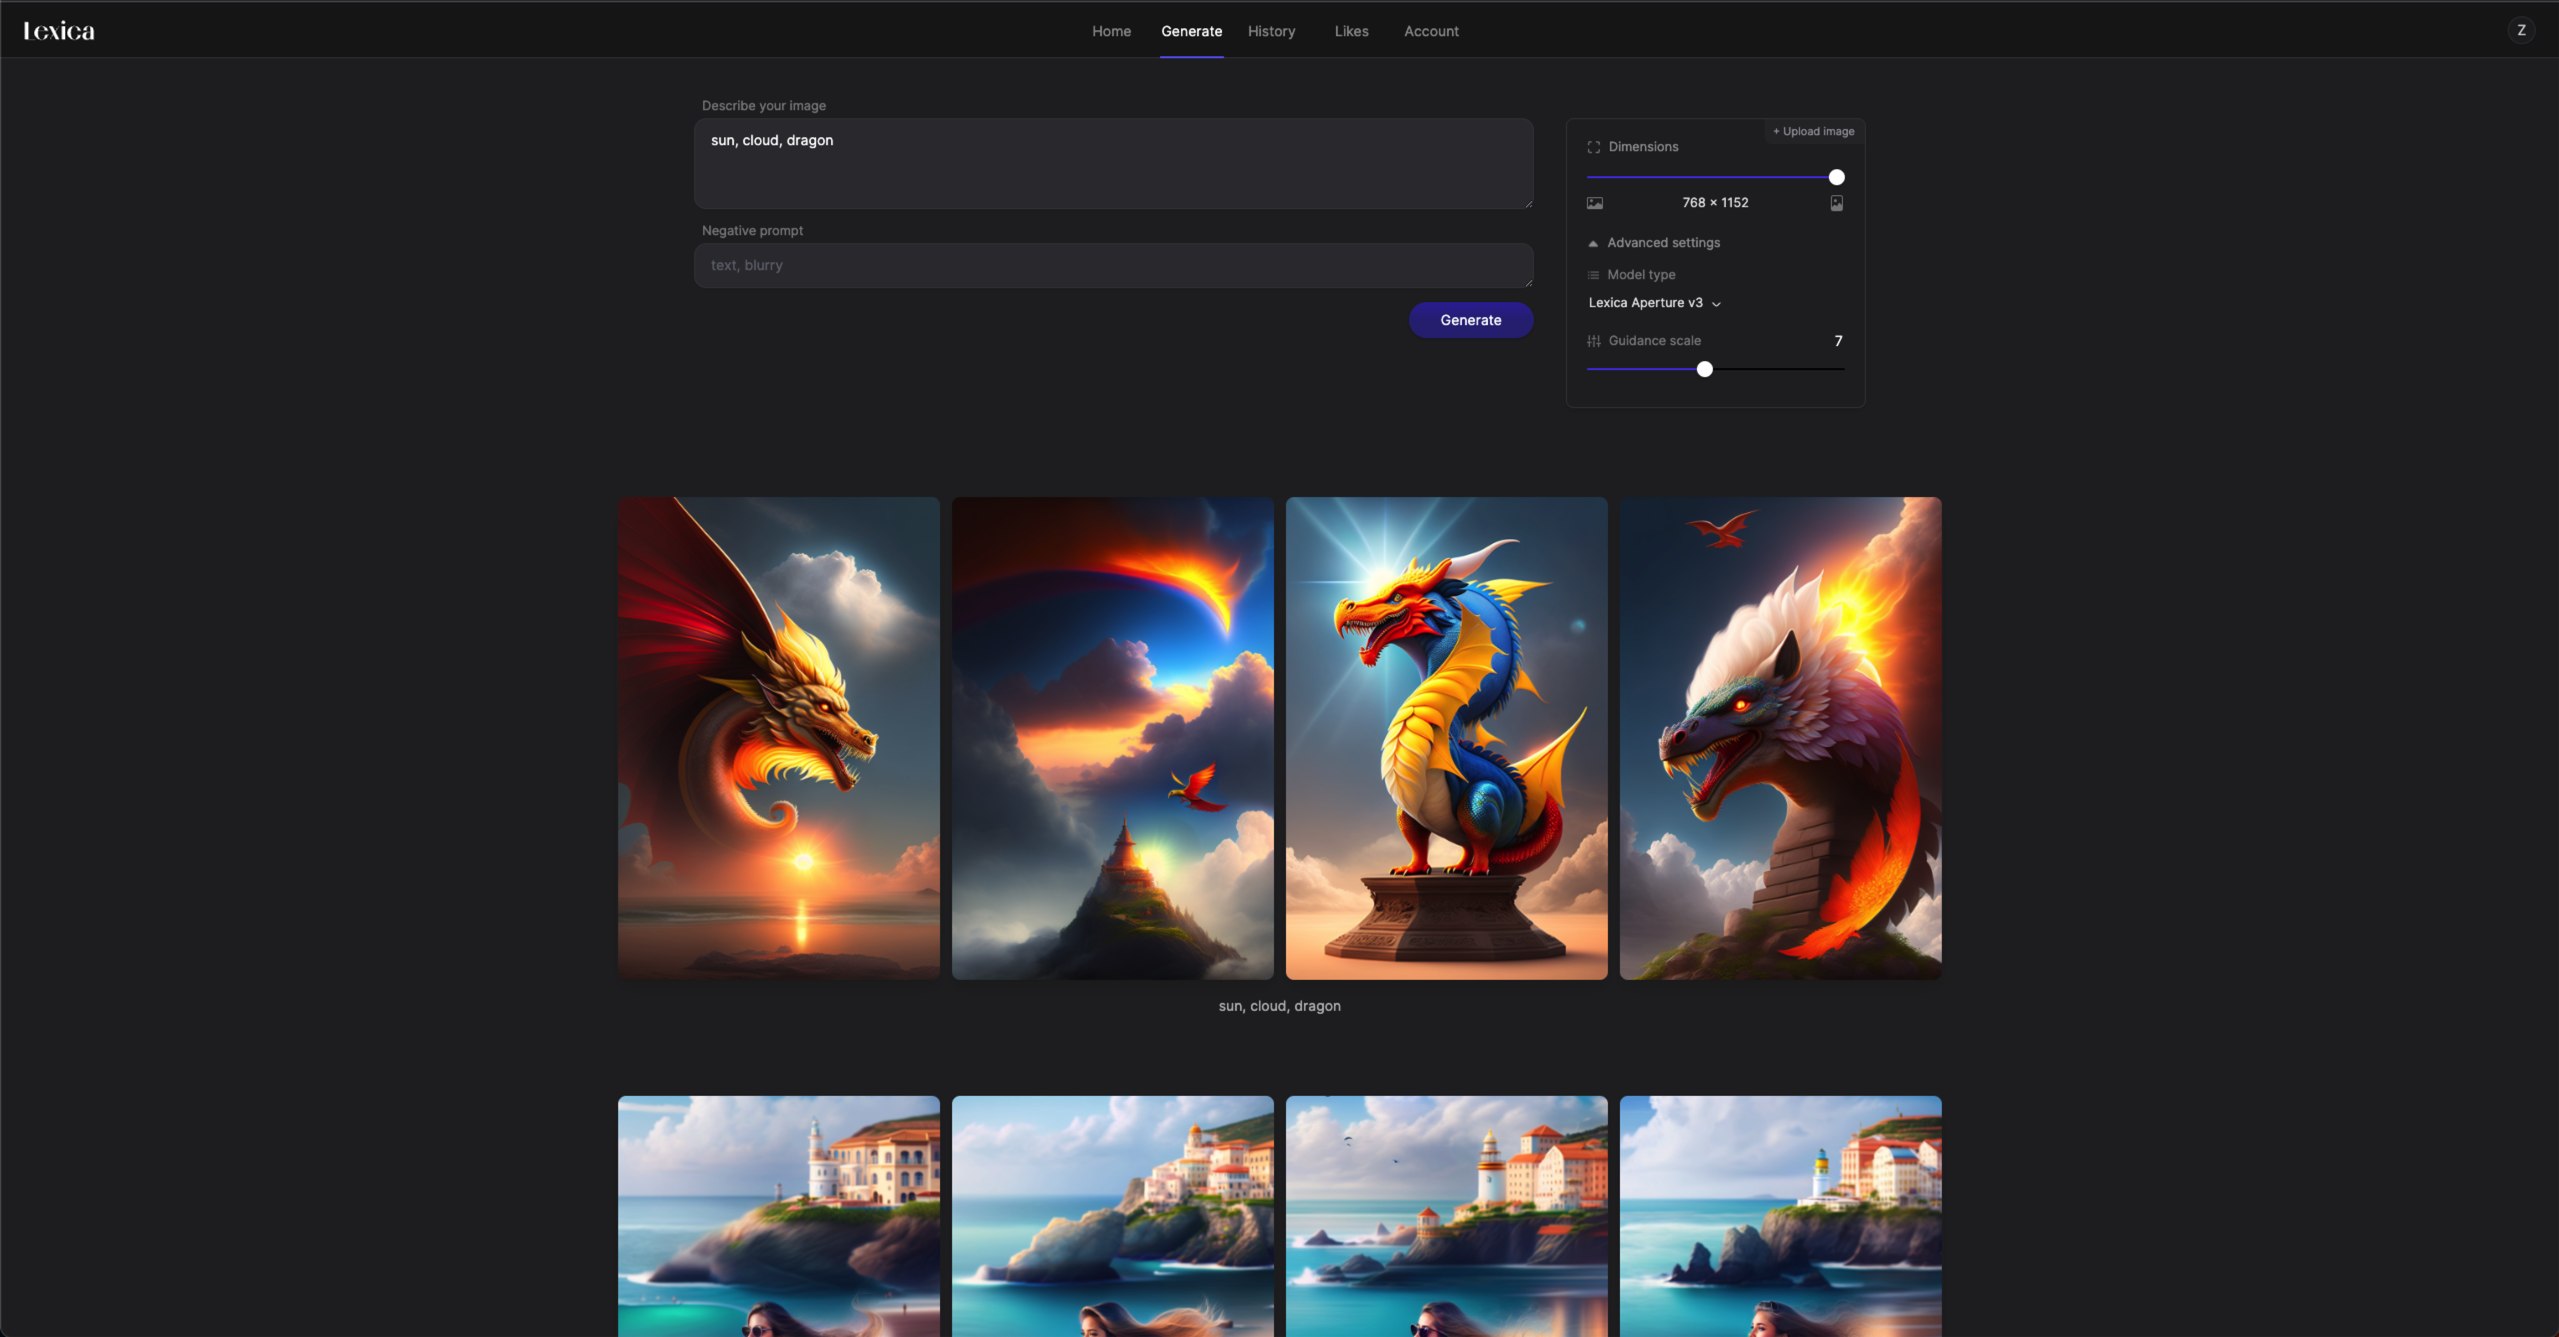 Lexica
Home Generate History Likes Account
Z
Describe your image
sun, cloud, dragon
Negative prompt
text, blurry
Generate
+ Upload image
Dimensions
768 × 1152
Advanced settings
Model type
Lexica Aperture v3
Guidance scale 7
sun, cloud, dragon